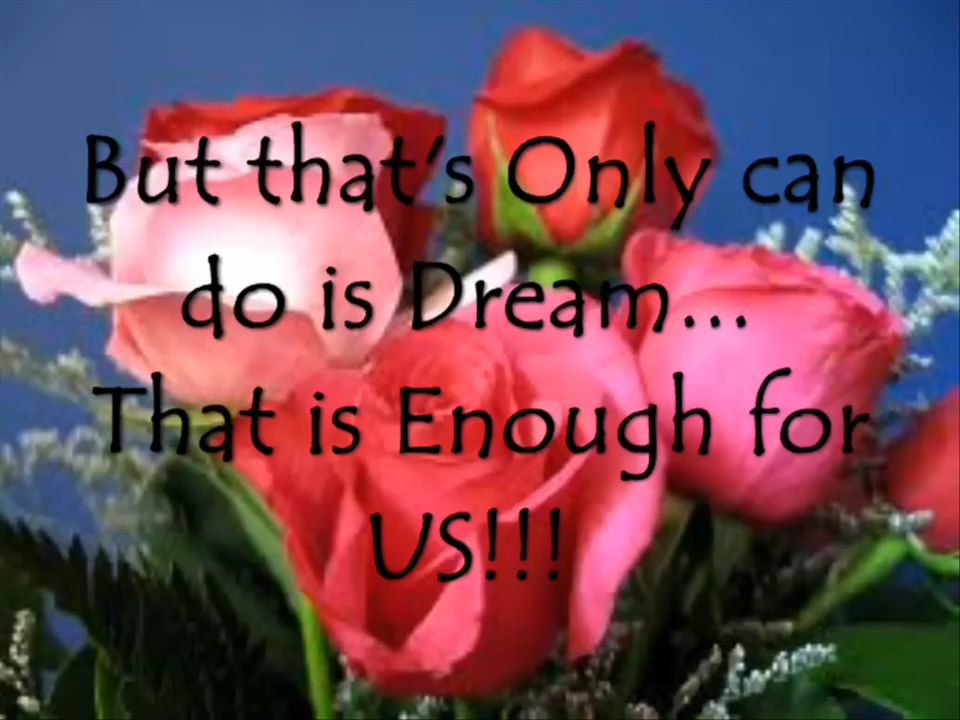 But that's Only can
do is Dream...
That is Enough for
US!!!